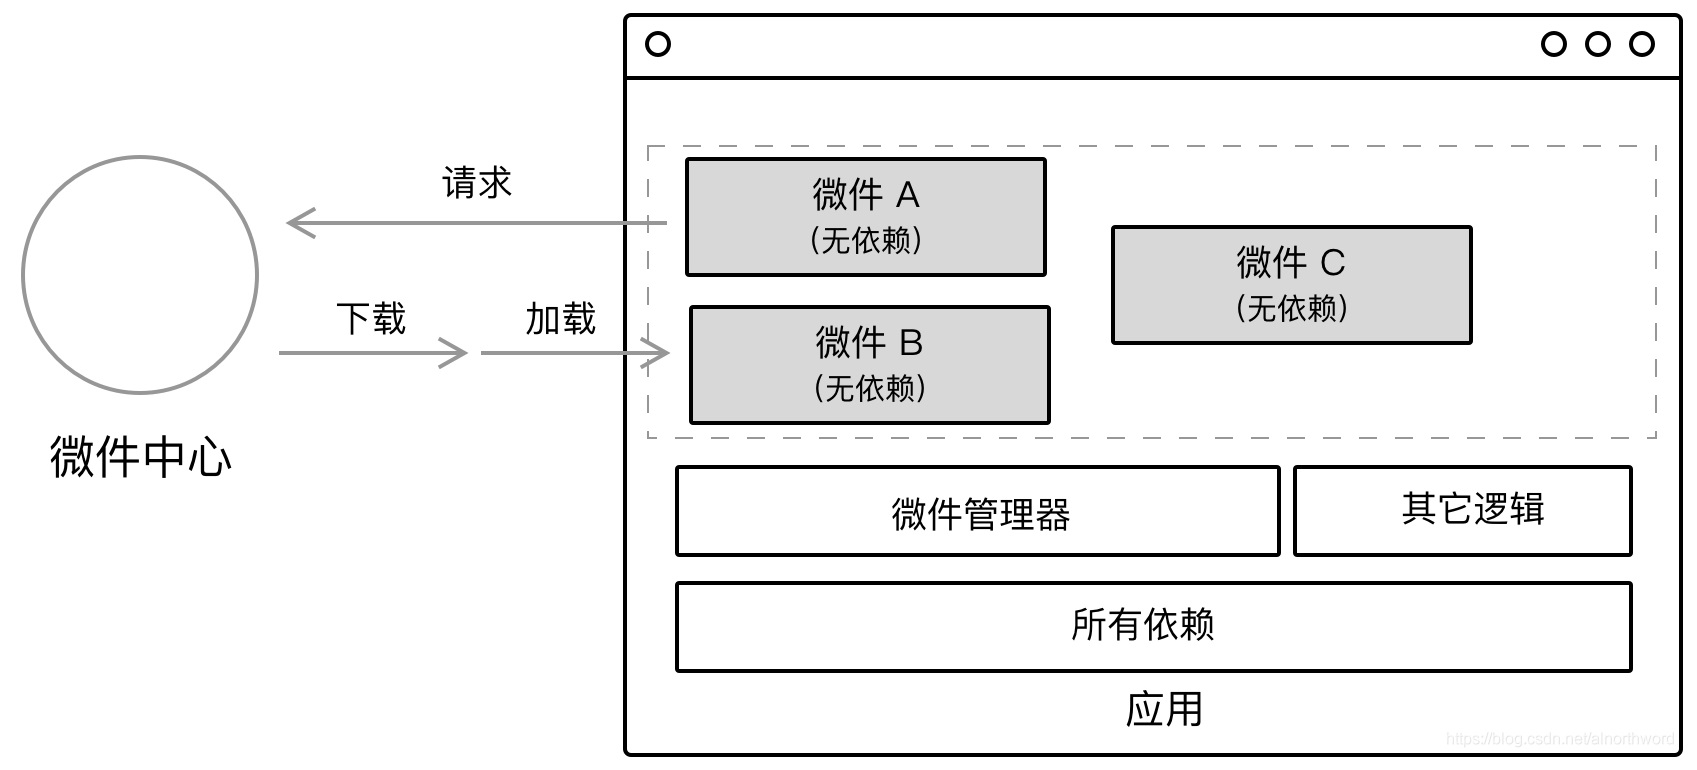 请求
下载
加载
微件中心
微件 A
(无依赖)
微件 B
(无依赖)
微件 C
(无依赖)
微件管理器
其它逻辑
所有依赖
应用
https://blog.csdn.net/alnorthword